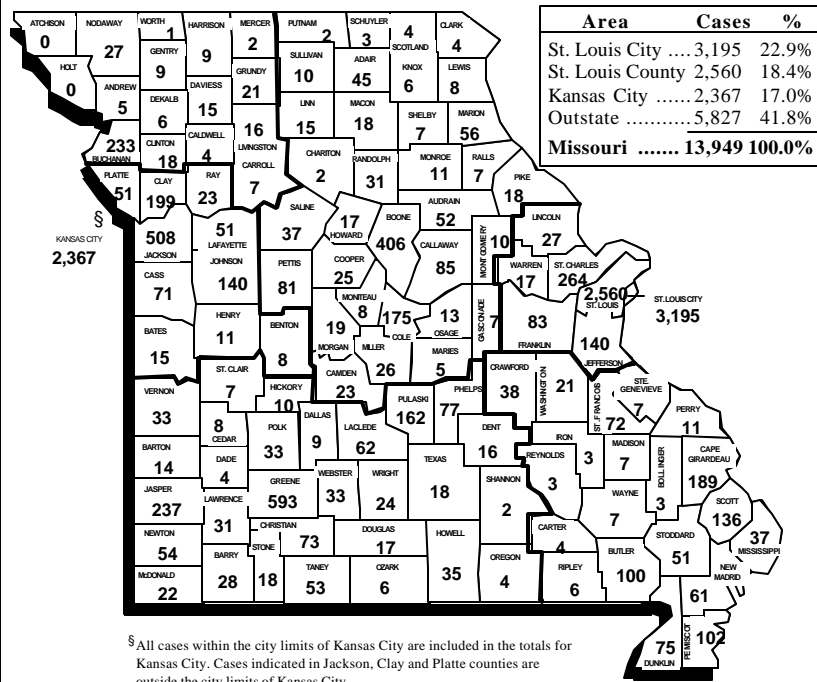 Area Cases %
St. Louis City .... 3,195 22.9%
St. Louis County 2,560 18.4%
Kansas City ...... 2,367 17.0%
Outstate ........... 5,827 41.8%
Missouri ....... 13,949 100.0%
ATCHISON
0
NODAWAY
27
WORTH
1
HARRISON
9
MERCER
2
PUTNAM
2
SCHUYLER
3
4
SCOTLAND
CLARK
4
HOLT
0
GENTRY
9
SULLIVAN
10
ADAIR
45
KNOX
6
LEWIS
8
ANDREW
5
DEKALB
6
DAVIESS
15
GRUNDY
21
LINN
15
MACON
18
SHELBY
7
MARION
56
233
BUCHANAN
CLINTON
18
CALDWELL
4
16
LIVINGSTON
CHARITON
2
RANDOLPH
31
MONROE
11
RALLS
7
PIKE
18
PLATTE
51
CLAY
199
RAY
23
CARROLL
7
§
KANSAS CITY
2,367
508
JACKSON
51
LAFAYETTE
SALINE
37
17
HOWARD
BOONE
406
AUDRAIN
52
CALLAWAY
85
MONTGOMERY
10
LINCOLN
27
WARREN
17
ST. CHARLES
264
2,560
ST. LOUIS
ST. LOUIS CITY
3,195
CASS
71
JOHNSON
140
PETTIS
81
COOPER
25
MONITEAU
8
175
COLE
13
OSAGE
GASCONADE
7
83
FRANKLIN
140
JEFFERSON
BATES
15
HENRY
11
BENTON
8
19
MORGAN
MILLER
26
MARIES
5
CAMDEN
23
VERNON
33
ST. CLAIR
7
HICKORY
10
DALLAS
9
LACLEDE
62
PULASKI
162
PHELPS
77
CRAWFORD
38
WASHINGTON
21
ST. FRANCOIS
72
STE. GENEVIEVE
7
PERRY
11
8
CEDAR
POLK
33
DENT
16
IRON
3
MADISON
7
BOLLINGER
3
CAPE GIRARDEAU
189
BARTON
14
DADE
4
GREENE
593
WEBSTER
33
WRIGHT
24
TEXAS
18
SHANNON
2
REYNOLDS
3
WAYNE
7
SCOTT
136
37
MISSISSIPPI
JASPER
237
LAWRENCE
31
CHRISTIAN
73
DOUGLAS
17
HOWELL
35
CARTER
4
BUTLER
100
STODDARD
51
NEW MADRID
61
NEWTON
54
BARRY
28
STONE
18
TANEY
53
OZARK
6
OREGON
4
RIPLEY
6
McDONALD
22
75
DUNKLIN
PEMISCOT
102
§ All cases within the city limits of Kansas City are included in the totals for
Kansas City. Cases indicated in Jackson, Clay and Platte counties are
outside the city limits of Kansas City.